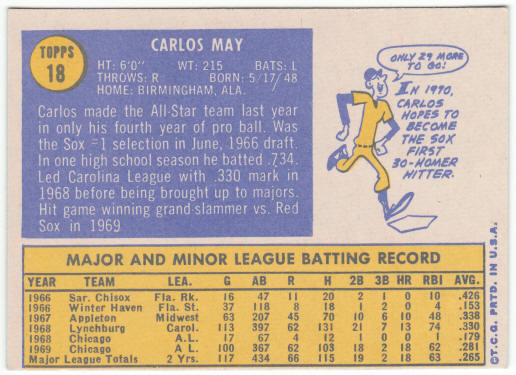 TOPPS
18
CARLOS MAY
HT: 6'0" WT: 215 BATS: L
THROWS: R BORN: 5/17/48
HOME: BIRMINGHAM, ALA.
Carlos made the All-Star team last year
in only his fourth year of pro ball. Was
the Sox #1 selection in June, 1966 draft.
In one high school season he batted .734.
Led Carolina League with .330 mark in
1968 before being brought up to majors.
Hit game winning grand-slammer vs. Red
Sox in 1969
ONLY 29 MORE
TO GO!
IN 1970,
CARLOS
HOPES TO
BECOME
THE SOX
FIRST
30-HOMER
HITTER.
MAJOR AND MINOR LEAGUE BATTING RECORD
YEAR TEAM LEA. G AB R H 2B 3B HR RBI AVG.
1966 Sar. Chisox Fla. Rk. 16 47 11 20 2 1 0 10 .426
1966 Winter Haven Fla. St. 37 118 8 18 1 2 0 4 .153
1967 Appleton Midwest 63 207 45 70 10 6 10 48 .338
1968 Lynchburg Carol. 113 397 62 131 21 7 13 74 .330
1968 Chicago A.L. 17 67 4 12 1 0 0 1 .179
1969 Chicago A.L. 100 367 62 103 18 2 18 62 .281
Major League Totals 2 Yrs. 117 434 66 115 19 2 18 63 .265
©T.C.G. PRTD. IN U.S.A.